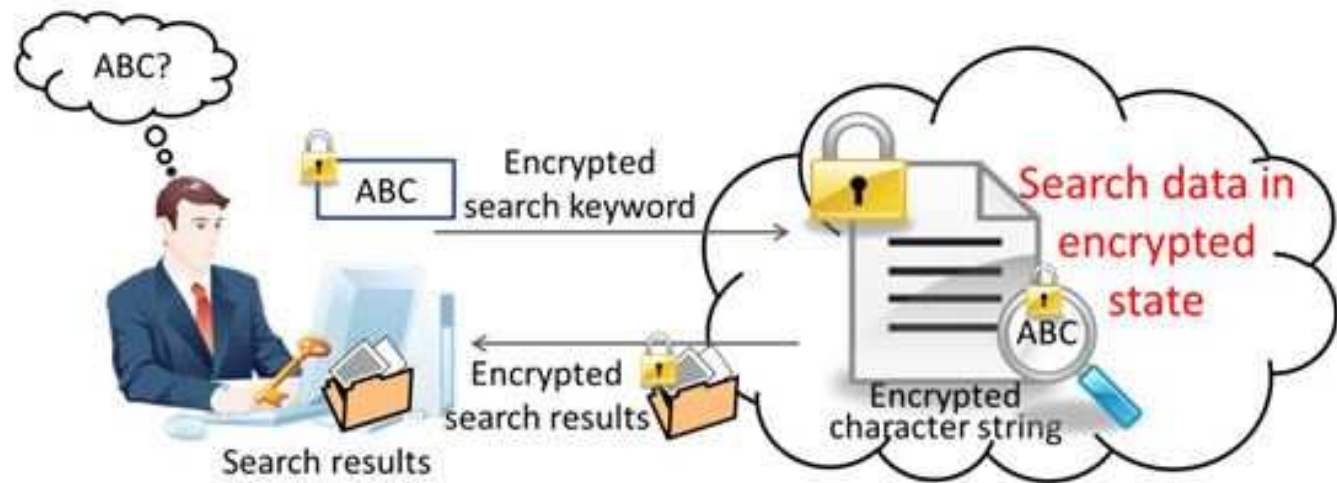 ABC?
ABC
Encrypted
search keyword
Search data in
encrypted
state
ABC
Encrypted
character string
Encrypted
search results
Search results